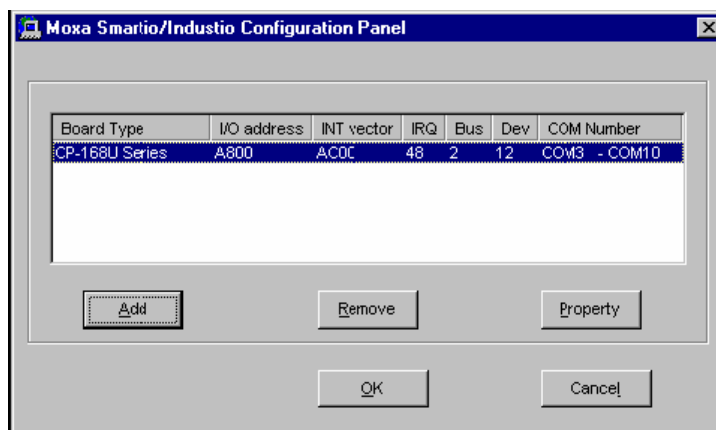 Moxa Smartio/Industio Configuration Panel
Board Type I/O address INT vector IRQ Bus Dev COM Number
CP-168U Series A800 AC00 48 2 12 COM3 - COM10
Add Remove Property
OK Cancel